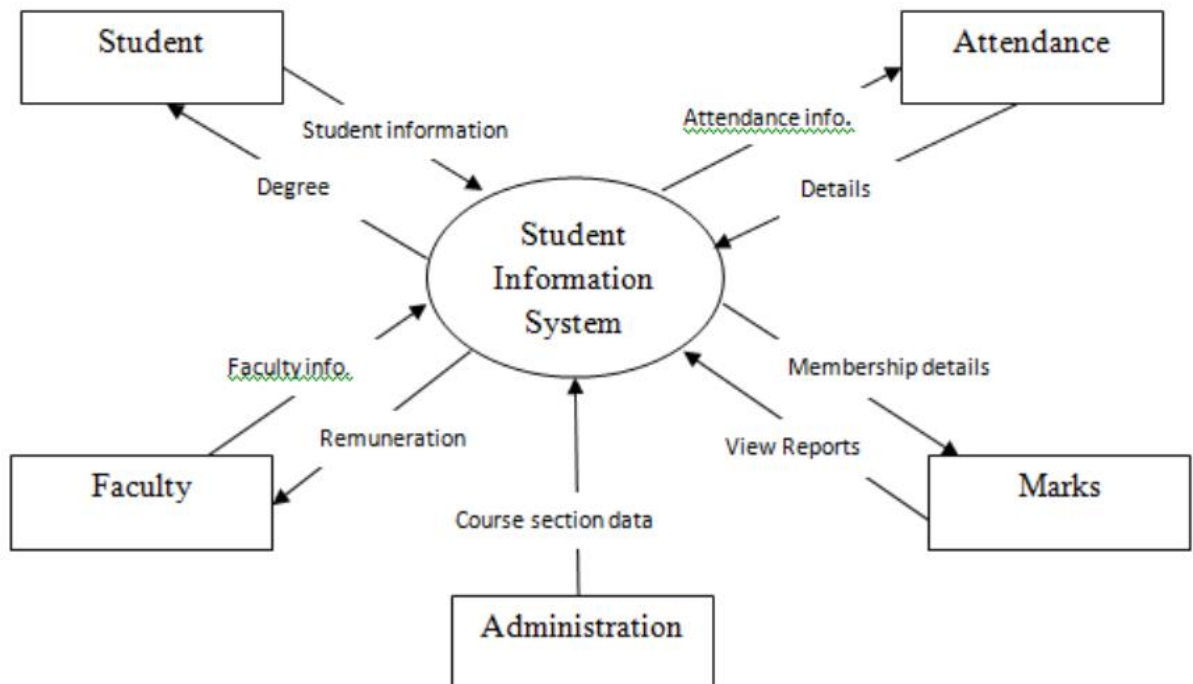 Student
Attendance
Student information
Attendance info.
Degree
Details
Student
Information
System
Faculty info.
Membership details
Remuneration
View Reports
Faculty
Marks
Course section data
Administration